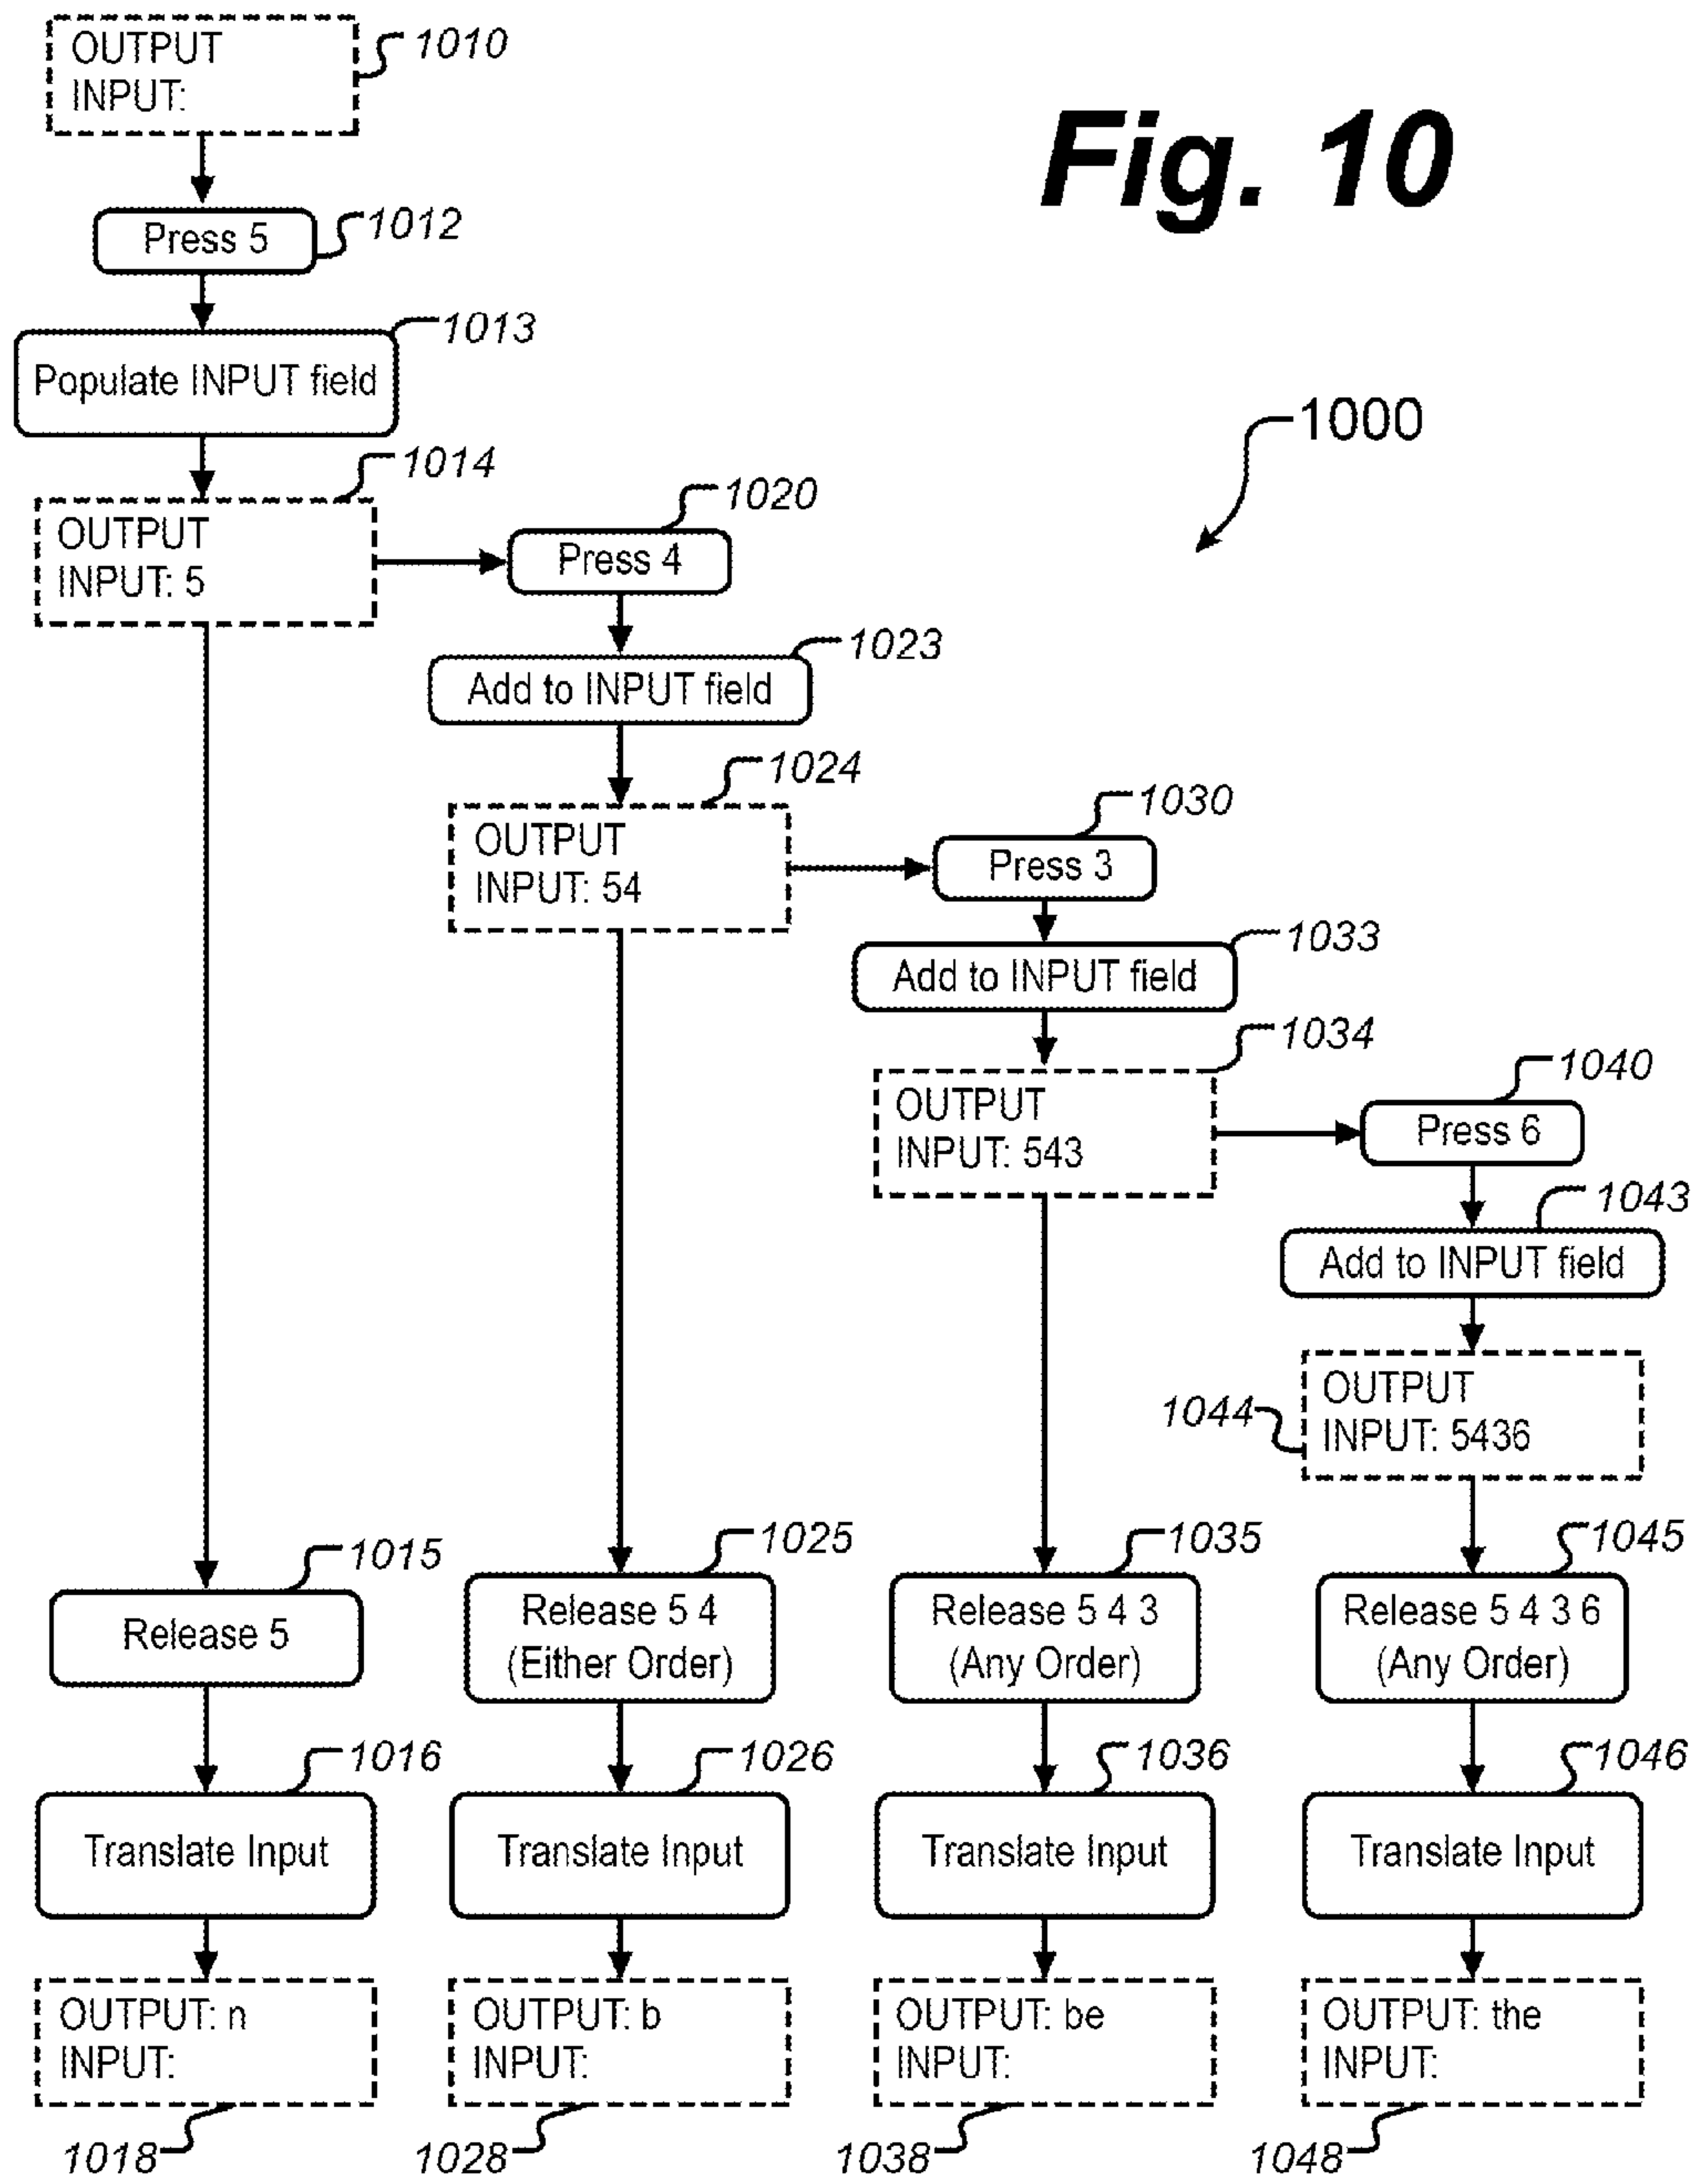 OUTPUT
INPUT:
1010
Fig. 10
Press 5
1012
1013
Populate INPUT field
1000
1014
OUTPUT
INPUT: 5
1020
Press 4
1023
Add to INPUT field
1024
OUTPUT
INPUT: 54
1030
Press 3
1033
Add to INPUT field
1034
OUTPUT
INPUT: 543
1040
Press 6
1043
Add to INPUT field
1044
OUTPUT
INPUT: 5436
1015
Release 5
1025
Release 5 4
(Either Order)
1035
Release 5 4 3
(Any Order)
1045
Release 5 4 3 6
(Any Order)
1016
Translate Input
1026
Translate Input
1036
Translate Input
1046
Translate Input
OUTPUT: n
INPUT:
1018
OUTPUT: b
INPUT:
1028
OUTPUT: be
INPUT:
1038
OUTPUT: the
INPUT:
1048